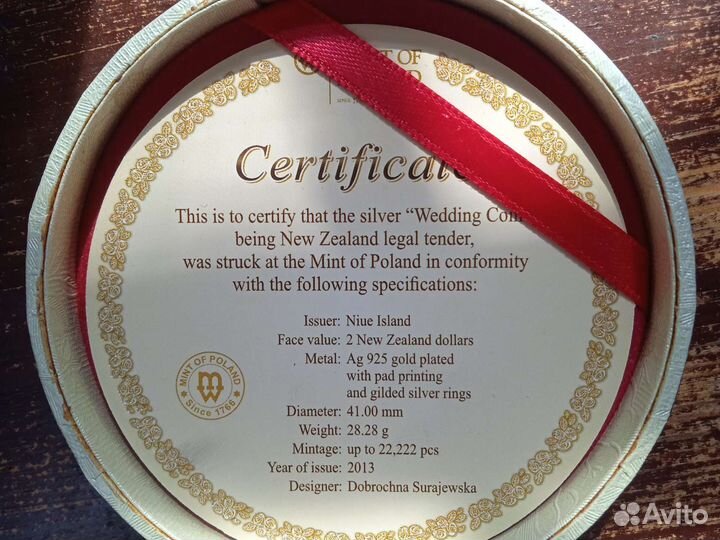 MINT OF
Certificate
This is to certify that the silver “Wedding Coin”
being New Zealand legal tender,
was struck at the Mint of Poland in conformity
with the following specifications:
Issuer: Niue Island
Face value: 2 New Zealand dollars
Metal: Ag 925 gold plated
with pad printing
and gilded silver rings
Diameter: 41.00 mm
Weight: 28.28 g
Mintage: up to 22,222 pcs
Year of issue: 2013
Designer: Dobrochna Surajewska
MINT OF POLAND
MW
Since 1766
Avito